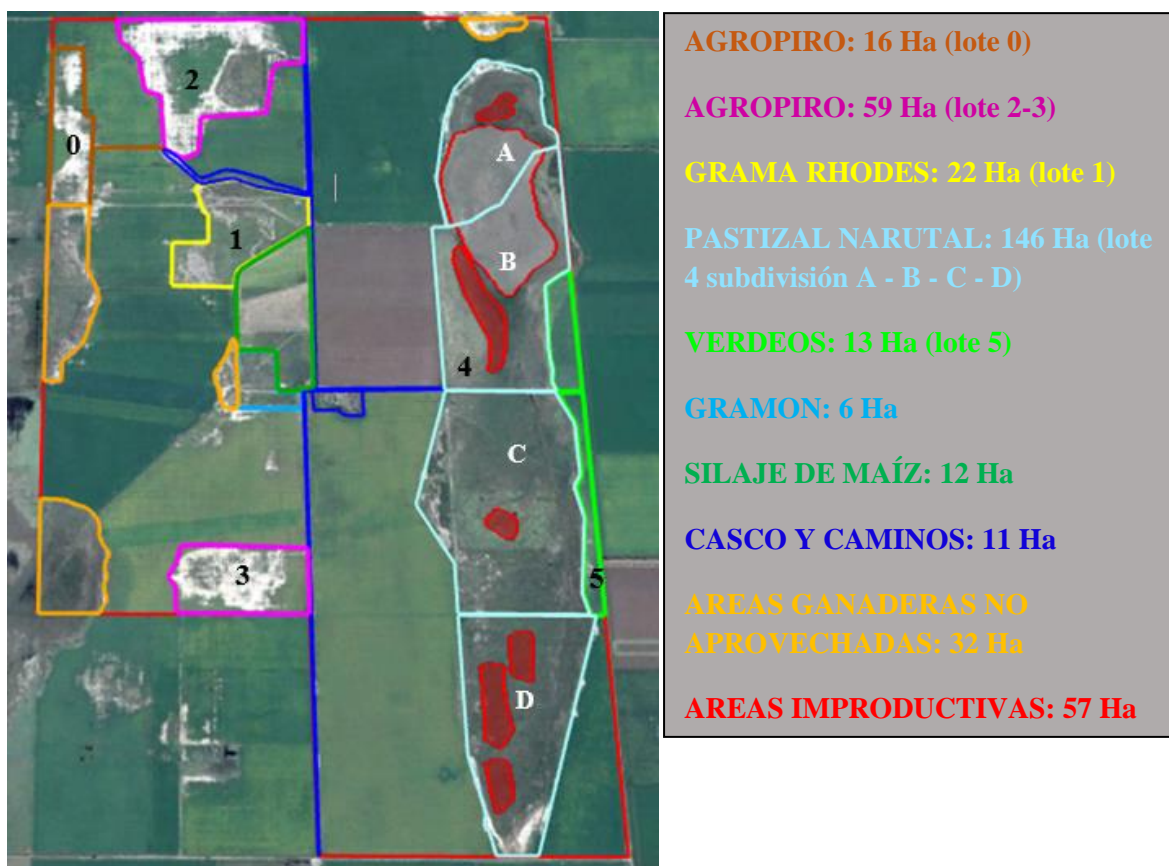 2
0
A
1
B
4
C
3
5
D
AGROPIRO: 16 Ha (lote 0)
AGROPIRO: 59 Ha (lote 2-3)
GRAMA RHODES: 22 Ha (lote 1)
PASTIZAL NARUTAL: 146 Ha (lote
4 subdivisión A - B - C - D)
VERDEOS: 13 Ha (lote 5)
GRAMON: 6 Ha
SILAJE DE MAÍZ: 12 Ha
CASCO Y CAMINOS: 11 Ha
AREAS GANADERAS NO
APROVECHADAS: 32 Ha
AREAS IMPRODUCTIVAS: 57 Ha